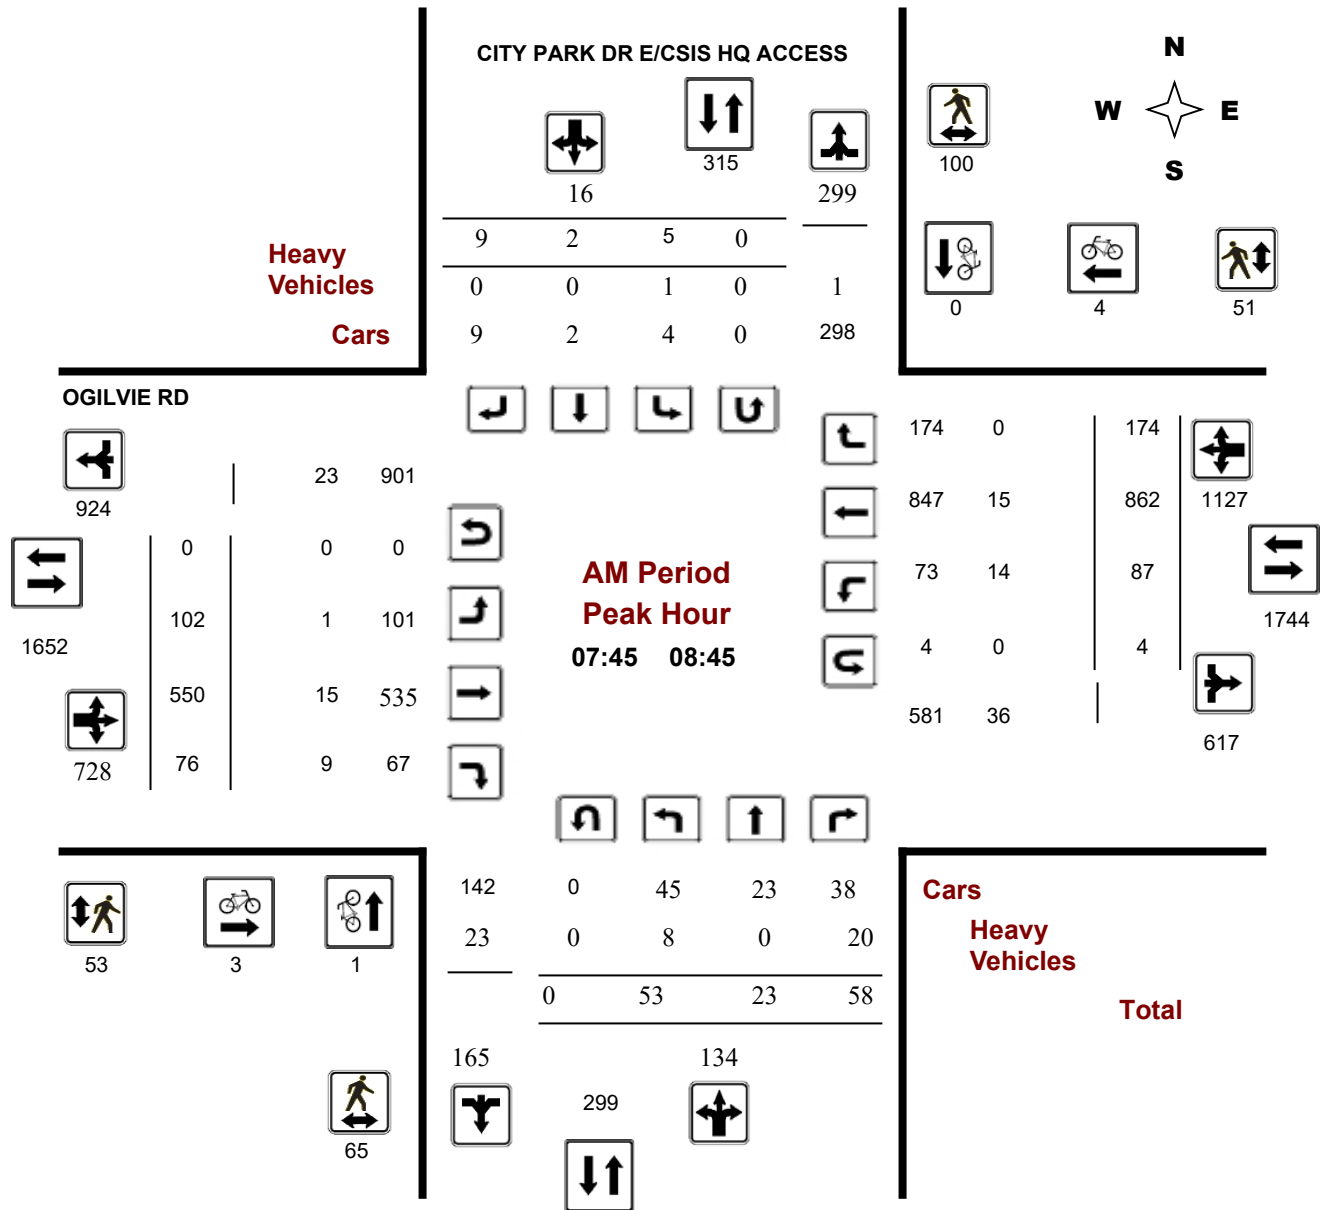 CITY PARK DR E/CSIS HQ ACCESS
N
W E
S
315
100
16 299
9 2 5 0
Heavy
Vehicles
0 0 1 0 1
Cars
9 2 4 0 298
0 4 51
OGILVIE RD
174 0 174
23 901
924
847 15 862 1127
0 0 0
AM Period
73 14 87
Peak Hour
102 1 101
1744
1652
07:45 08:45
4 0 4
550 15 535
581 36
617
728 76 9 67
142 0 45 23 38
Cars
23 0 8 0 20
Heavy
Vehicles
53 3 1
0 53 23 58
Total
165 134
299
65